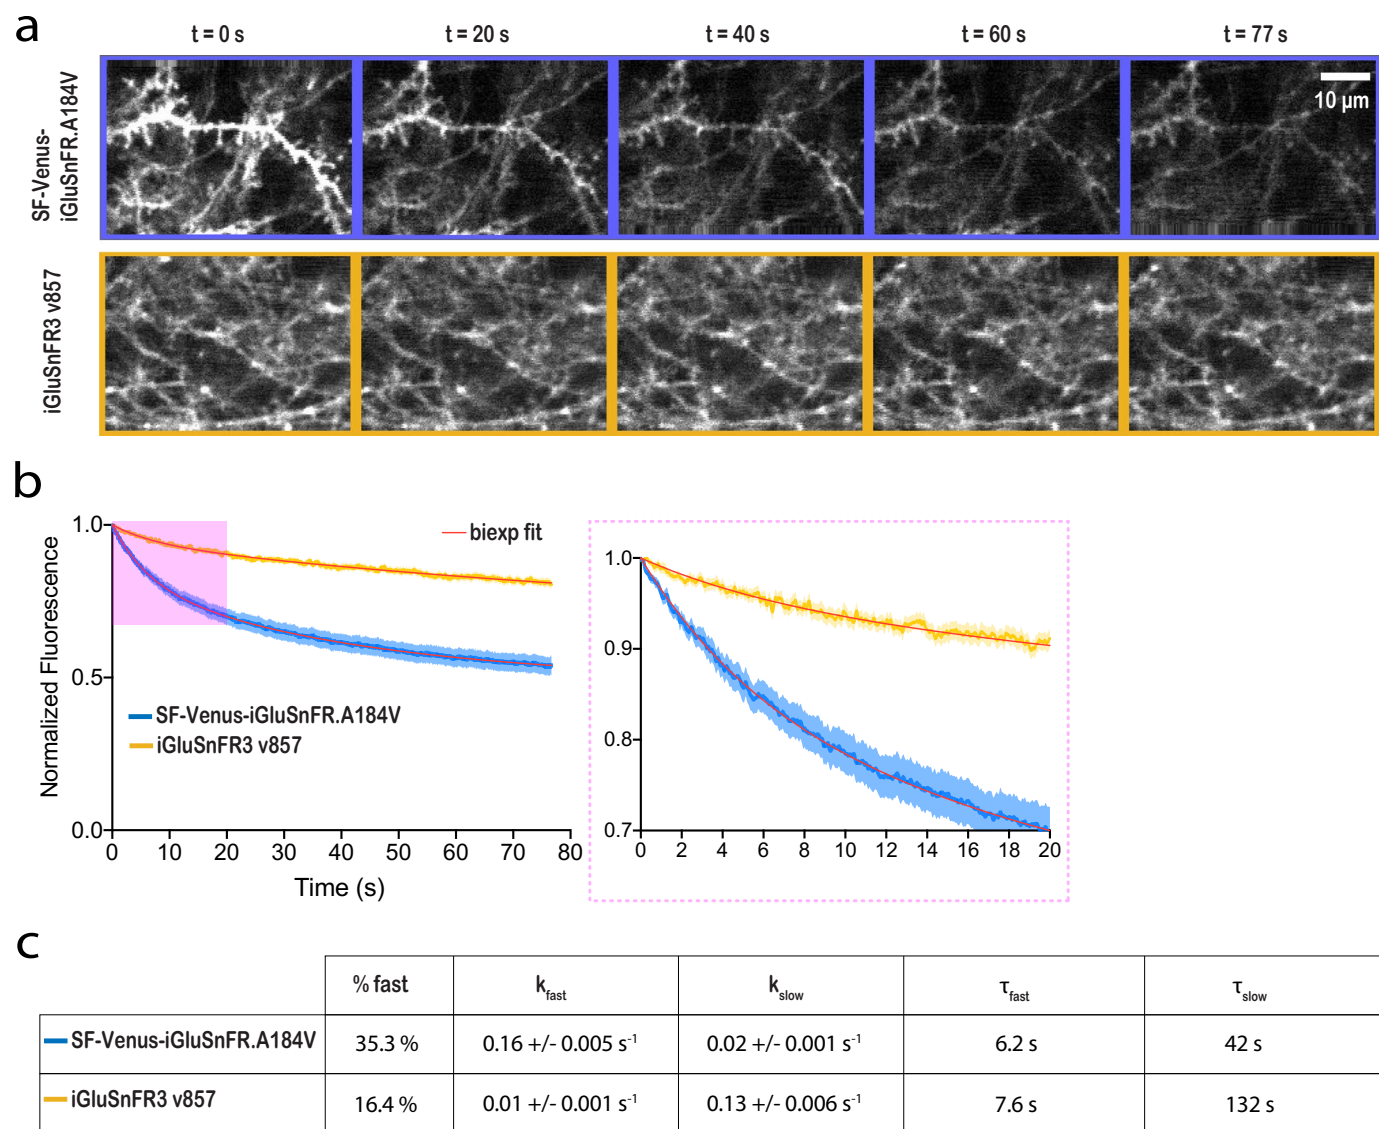 a
t = 0 s t = 20 s t = 40 s t = 60 s t = 77 s
SF-Venus-
iGluSnFR.A184V
10 µm
iGluSnFR3 v857
b
Normalized Fluorescence
1.0
0.5
0.0
biexp fit
SF-Venus-iGluSnFR.A184V
iGluSnFR3 v857
0 10 20 30 40 50 60 70 80
Time (s)
1.0
0.9
0.8
0.7
0 2 4 6 8 10 12 14 16 18 20
c
% fast k_fast k_slow τ_fast τ_slow
SF-Venus-iGluSnFR.A184V 35.3 % 0.16 +/- 0.005 s⁻¹ 0.02 +/- 0.001 s⁻¹ 6.2 s 42 s
iGluSnFR3 v857 16.4 % 0.01 +/- 0.001 s⁻¹ 0.13 +/- 0.006 s⁻¹ 7.6 s 132 s